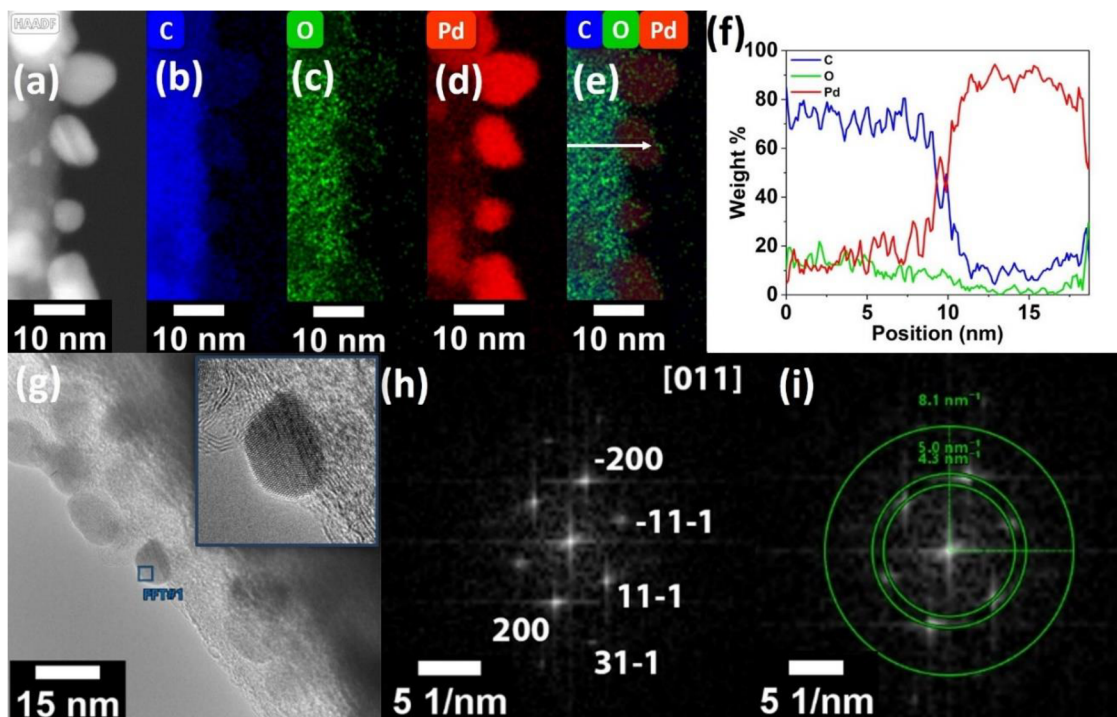 HAADF
C
O
Pd
C O Pd
(a)
(b)
(c)
(d)
(e)
10 nm
10 nm
10 nm
10 nm
10 nm
(f)
100
80
60
40
20
0
Weight %
C
O
Pd
0 5 10 15
Position (nm)
(g)
FFT#1
15 nm
(h)
[011]
-200
-11-1
11-1
200
31-1
5 1/nm
(i)
8.1 nm⁻¹
5.0 nm⁻¹
4.3 nm⁻¹
5 1/nm